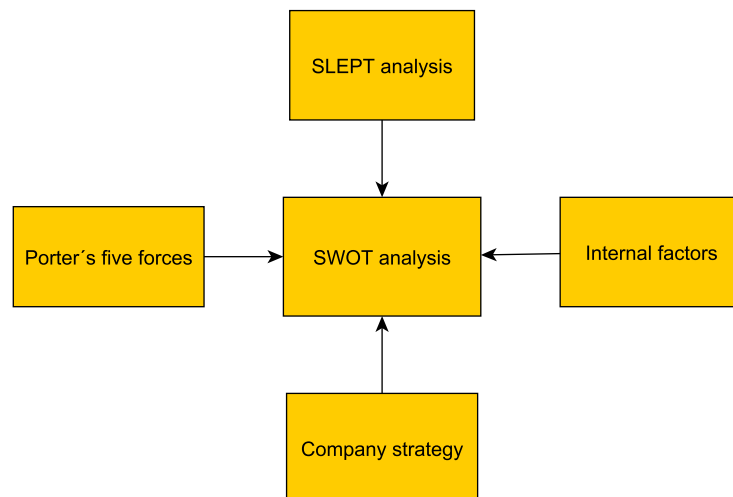 SLEPT analysis
Porter´s five forces
SWOT analysis
Internal factors
Company strategy